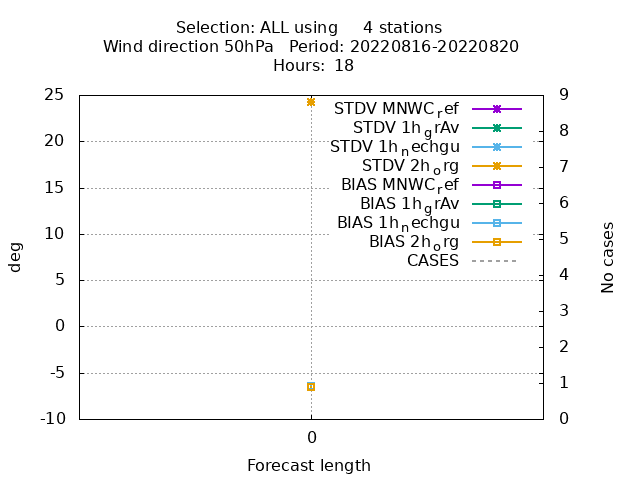 Selection: ALL using 4 stations
Wind direction 50hPa Period: 20220816-20220820
Hours: 18
25
20
15
10
5
0
-5
-10
deg
9
8
7
6
5
4
3
2
1
0
No cases
STDV MNWC_ref
STDV 1h_grAv
STDV 1h_nechgu
STDV 2h_org
BIAS MNWC_ref
BIAS 1h_grAv
BIAS 1h_nechgu
BIAS 2h_org
CASES
0
Forecast length